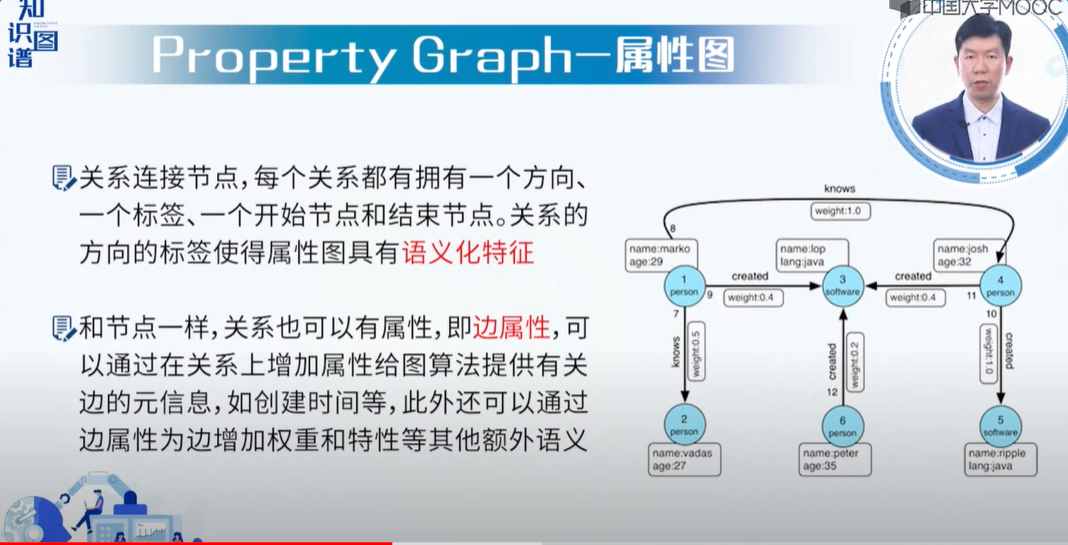 知
识图
谱
中国大学MOOC
Property Graph—属性图
关系连接节点，每个关系都有拥有一个方向、
一个标签、一个开始节点和结束节点。关系的
方向的标签使得属性图具有语义化特征
和节点一样，关系也可以有属性，即边属性，可
以通过在关系上增加属性给图算法提供有关
边的元信息，如创建时间等，此外还可以通过
边属性为边增加权重和特性等其他额外语义
knows
weight:1.0
8
name:marko
age:29
name:lop
lang:java
name:josh
age:32
1
person
created
9
weight:0.4
3
software
created
weight:0.4
11
4
person
7
knows
weight:0.5
created
weight:0.2
12
10
weight:1.0
created
2
person
name:vadas
age:27
6
person
name:peter
age:35
5
software
name:ripple
lang:java